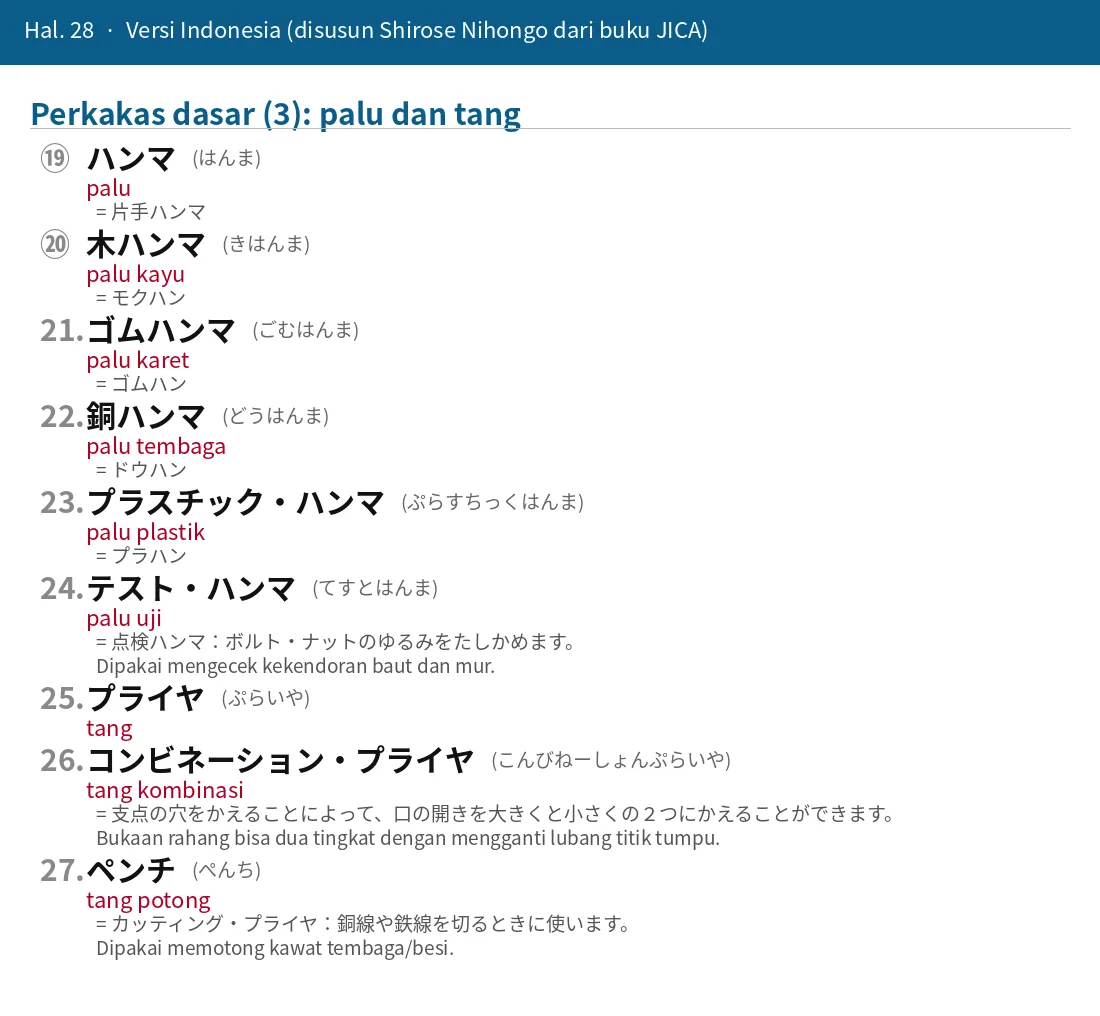 Hal. 28 · Versi Indonesia (disusun Shirose Nihongo dari buku JICA)
Perkakas dasar (3): palu dan tang
⑲ ハンマ (はんま)
palu
= 片手ハンマ
⑳ 木ハンマ (きはんま)
palu kayu
= モクハン
21. ゴムハンマ (ごむはんま)
palu karet
= ゴムハン
22. 銅ハンマ (どうはんま)
palu tembaga
= ドウハン
23. プラスチック・ハンマ (ぷらすちっくはんま)
palu plastik
= プラハン
24. テスト・ハンマ (てすとはんま)
palu uji
= 点検ハンマ：ボルト・ナットのゆるみをたしかめます。
Dipakai mengecek kekendoran baut dan mur.
25. プライヤ (ぷらいや)
tang
26. コンビネーション・プライヤ (こんびねーしょんぷらいや)
tang kombinasi
= 支点の穴をかえることによって、口の開きを大きくと小さくの２つにかえることができます。
Bukaan rahang bisa dua tingkat dengan mengganti lubang titik tumpu.
27. ペンチ (ぺんち)
tang potong
= カッティング・プライヤ：銅線や鉄線を切るときに使います。
Dipakai memotong kawat tembaga/besi.